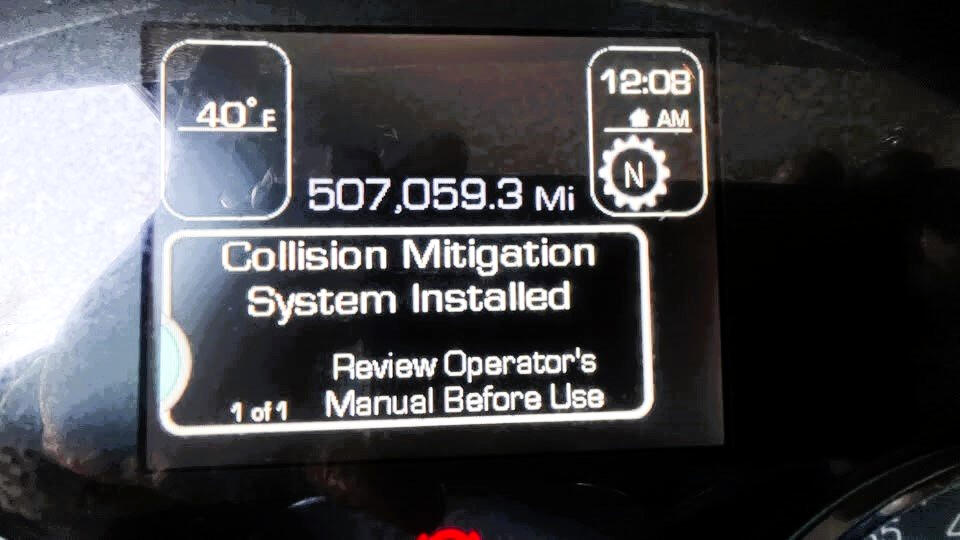 40° F
12:08
AM
N
507,059.3 Mi
Collision Mitigation
System Installed
Review Operator's
Manual Before Use
1 of 1